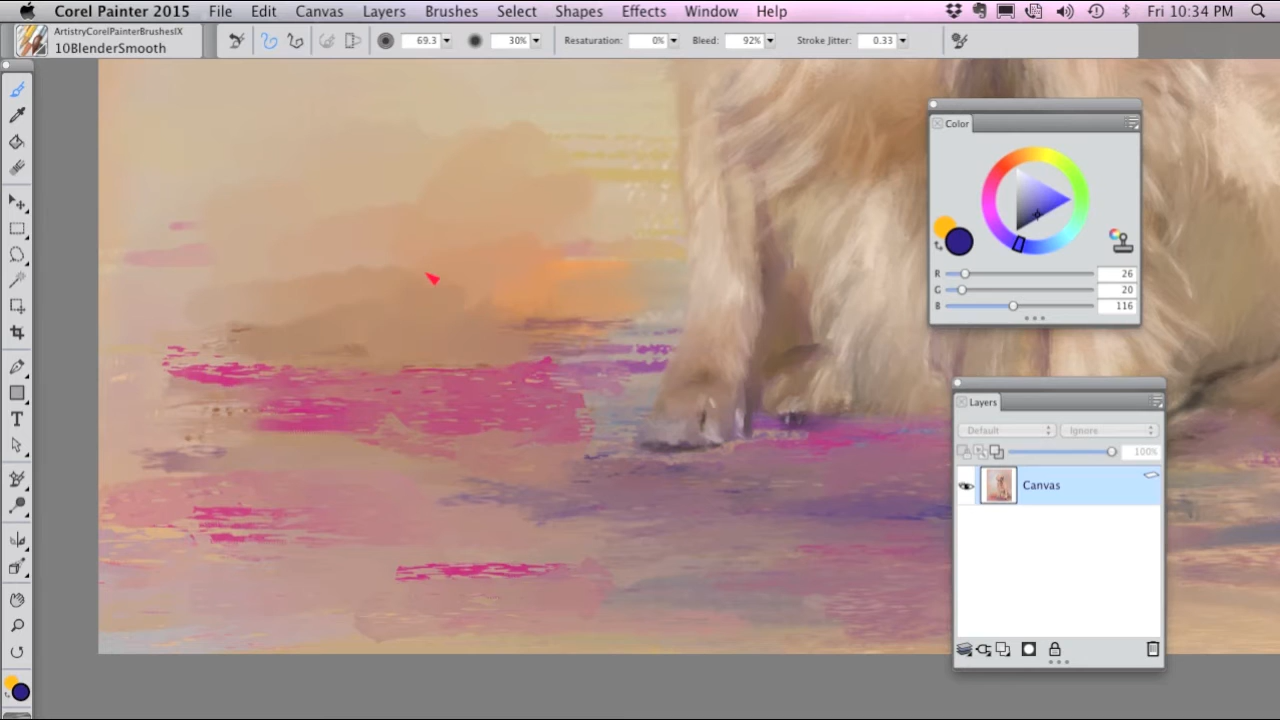 Corel Painter 2015 File Edit Canvas Layers Brushes Select Shapes Effects Window Help Fri 10:34 PM
ArtistryCorelPainterBrushesIX
10BlenderSmooth
69.3 30% Resaturation: 0% Bleed: 92% Stroke Jitter: 0.33
Color
R 26
G 20
B 116
Layers
Default Ignore
100%
Canvas
T